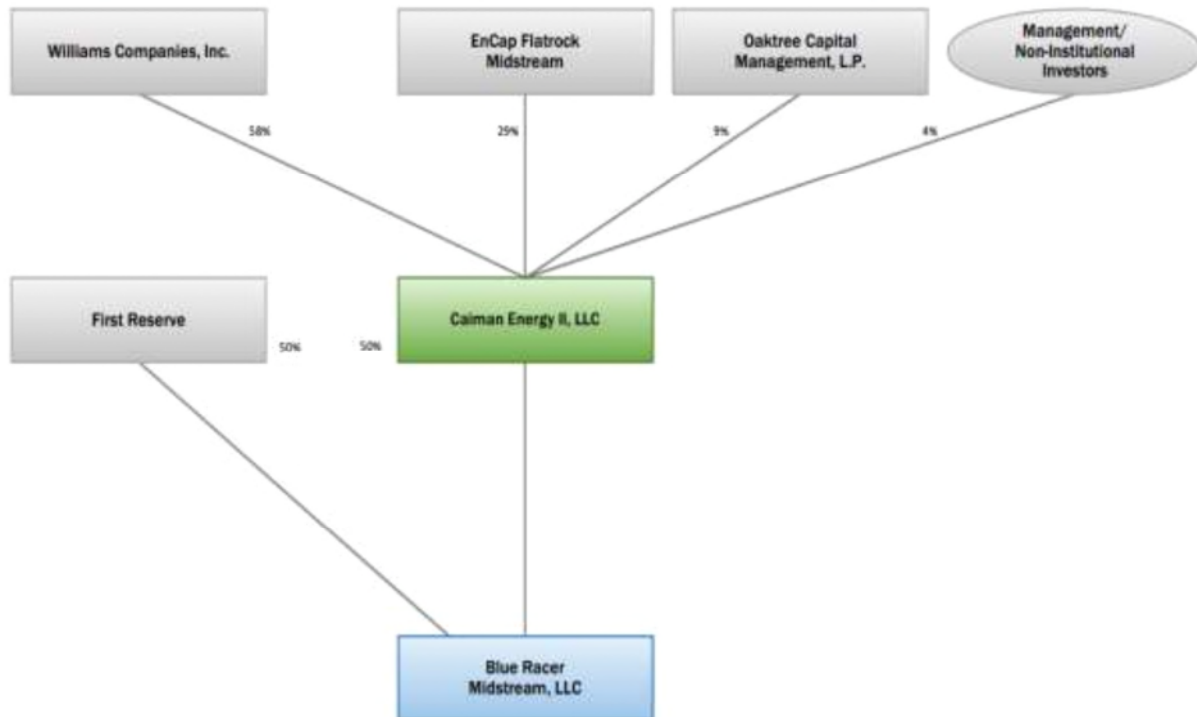 Williams Companies, Inc.
EnCap Flatrock
Midstream
Oaktree Capital
Management, L.P.
Management/
Non-Institutional
Investors
58%
29%
9%
4%
First Reserve
50%
50%
Caiman Energy II, LLC
Blue Racer
Midstream, LLC